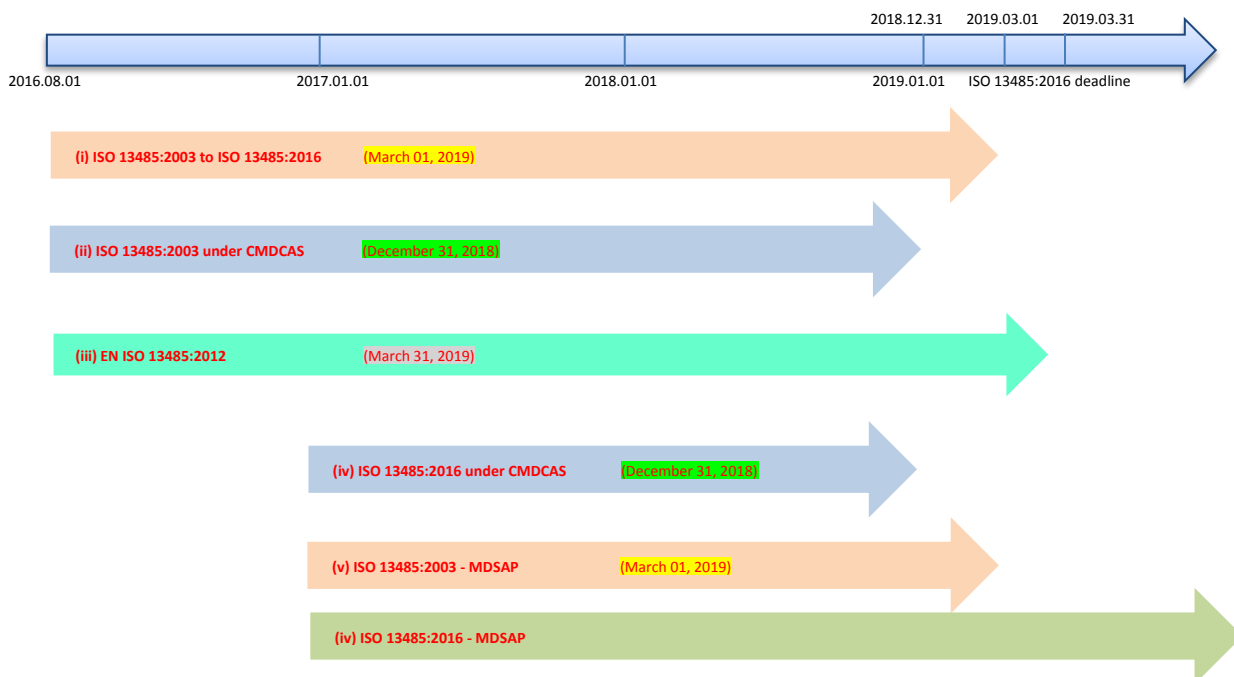 2018.12.31 2019.03.01 2019.03.31
2016.08.01 2017.01.01 2018.01.01 2019.01.01 ISO 13485:2016 deadline
(i) ISO 13485:2003 to ISO 13485:2016 (March 01, 2019)
(ii) ISO 13485:2003 under CMDCAS (December 31, 2018)
(iii) EN ISO 13485:2012 (March 31, 2019)
(iv) ISO 13485:2016 under CMDCAS (December 31, 2018)
(v) ISO 13485:2003 - MDSAP (March 01, 2019)
(iv) ISO 13485:2016 - MDSAP